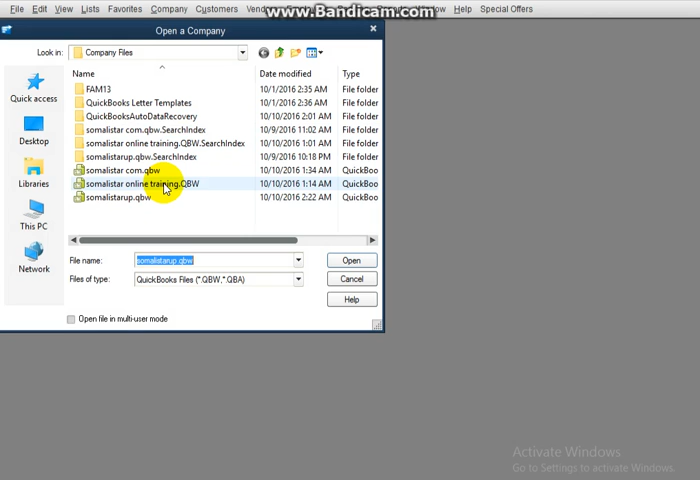 www.Bandicam.com
File Edit View Lists Favorites Company Customers Help Special Offers
Open a Company
Look in: Company Files
Name Date modified Type
FAM13 10/1/2016 2:35 AM File folder
QuickBooks Letter Templates 10/1/2016 2:36 AM File folder
QuickBooksAutoDataRecovery 10/10/2016 2:01 AM File folder
somalistar com.qbw.SearchIndex 10/9/2016 11:02 AM File folder
somalistar online training.QBW.SearchIndex 10/10/2016 1:01 AM File folder
somalistarup.qbw.SearchIndex 10/9/2016 10:18 PM File folder
somalistar com.qbw 10/10/2016 1:34 AM QuickBoo
somalistar online training.QBW 10/10/2016 1:14 AM QuickBoo
somalistarup.qbw 10/10/2016 2:22 AM QuickBoo
Quick access
Desktop
Libraries
This PC
Network
File name: somalistarup.qbw Open
Files of type: QuickBooks Files (*.QBW,*.QBA) Cancel
Help
Open file in multi-user mode
Activate Windows
Go to Settings to activate Windows.